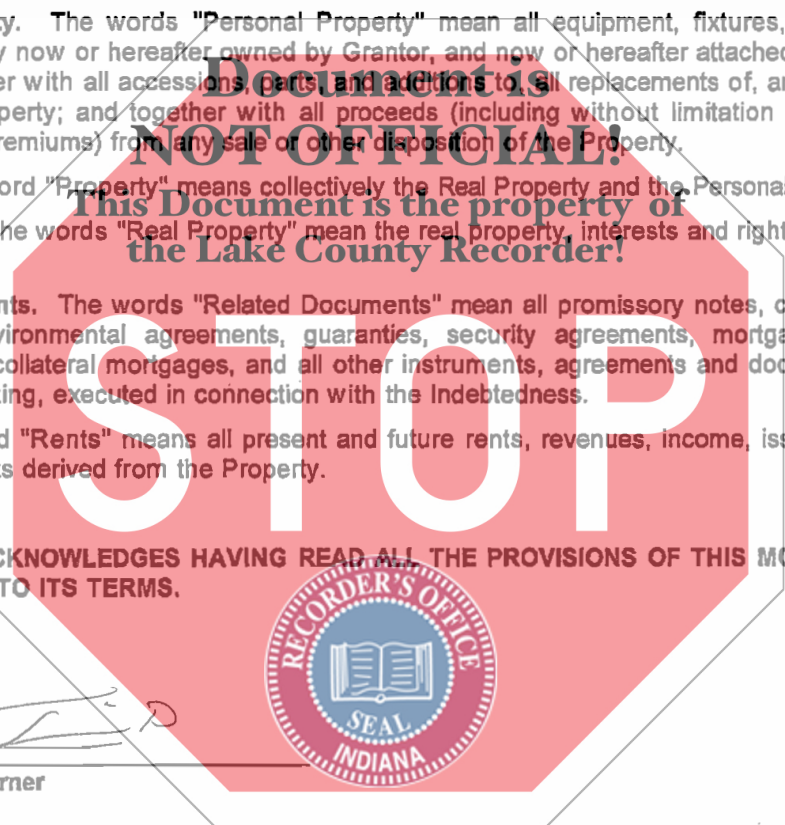 ty. The words "Personal Property" mean all equipment, fixtures,
y now or hereafter owned by Grantor, and now or hereafter attached
er with all accessions, parts, and additions to, all replacements of, an
perty; and together with all proceeds (including without limitation
remiums) from any sale or other disposition of the Property.
Document is
NOT OFFICIAL!
ord "Property" means collectively the Real Property and the Personal
This Document is the property of
he words "Real Property" mean the real property, interests and right
the Lake County Recorder!
nts. The words "Related Documents" mean all promissory notes, c
vironmental agreements, guaranties, security agreements, mortga
collateral mortgages, and all other instruments, agreements and doc
ting, executed in connection with the Indebtedness.
STOP
d "Rents" means all present and future rents, revenues, income, iss
ts derived from the Property.
CKNOWLEDGES HAVING READ ALL THE PROVISIONS OF THIS MO
TO ITS TERMS.
RECORDER'S OFFICE
SEAL
INDIANA
rner